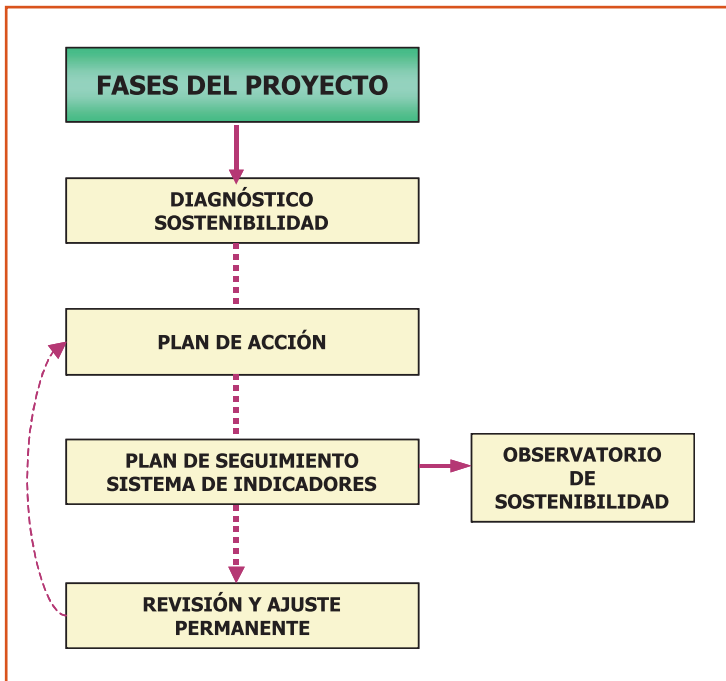 FASES DEL PROYECTO
DIAGNÓSTICO
SOSTENIBILIDAD
PLAN DE ACCIÓN
PLAN DE SEGUIMIENTO
SISTEMA DE INDICADORES
OBSERVATORIO
DE
SOSTENIBILIDAD
REVISIÓN Y AJUSTE
PERMANENTE